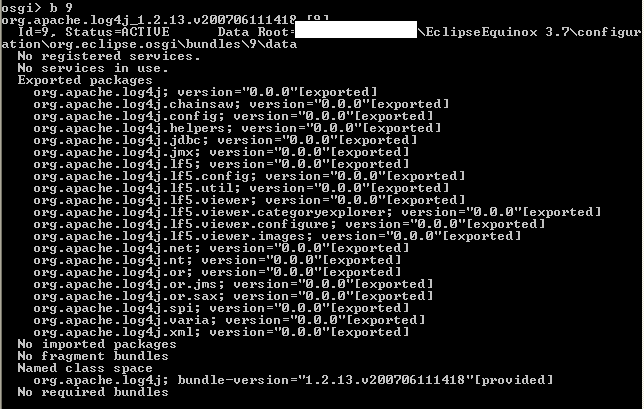 osgi> b 9
org.apache.log4j_1.2.13.v200706111418 [9]
Id=9, Status=ACTIVE Data Root= \EclipseEquinox 3.7\configur
ation\org.eclipse.osgi\bundles\9\data
No registered services.
No services in use.
Exported packages
org.apache.log4j; version="0.0.0"[exported]
org.apache.log4j.chainsaw; version="0.0.0"[exported]
org.apache.log4j.config; version="0.0.0"[exported]
org.apache.log4j.helpers; version="0.0.0"[exported]
org.apache.log4j.jdbc; version="0.0.0"[exported]
org.apache.log4j.jmx; version="0.0.0"[exported]
org.apache.log4j.lf5; version="0.0.0"[exported]
org.apache.log4j.lf5.config; version="0.0.0"[exported]
org.apache.log4j.lf5.util; version="0.0.0"[exported]
org.apache.log4j.lf5.viewer; version="0.0.0"[exported]
org.apache.log4j.lf5.viewer.categoryexplorer; version="0.0.0"[exported]
org.apache.log4j.lf5.viewer.configure; version="0.0.0"[exported]
org.apache.log4j.lf5.viewer.images; version="0.0.0"[exported]
org.apache.log4j.net; version="0.0.0"[exported]
org.apache.log4j.nt; version="0.0.0"[exported]
org.apache.log4j.or; version="0.0.0"[exported]
org.apache.log4j.or.jms; version="0.0.0"[exported]
org.apache.log4j.or.sax; version="0.0.0"[exported]
org.apache.log4j.spi; version="0.0.0"[exported]
org.apache.log4j.varia; version="0.0.0"[exported]
org.apache.log4j.xml; version="0.0.0"[exported]
No imported packages
No fragment bundles
Named class space
org.apache.log4j; bundle-version="1.2.13.v200706111418"[provided]
No required bundles